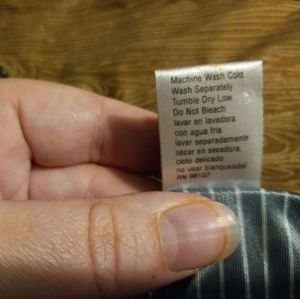 Machine Wash Cold
Wash Separately
Tumble Dry Low
Do Not Bleach
lavar en lavadora
con agua fria
lavar separadamante
secar en secadora,
ciclo delicado
no usar blanqueador
RN 98107